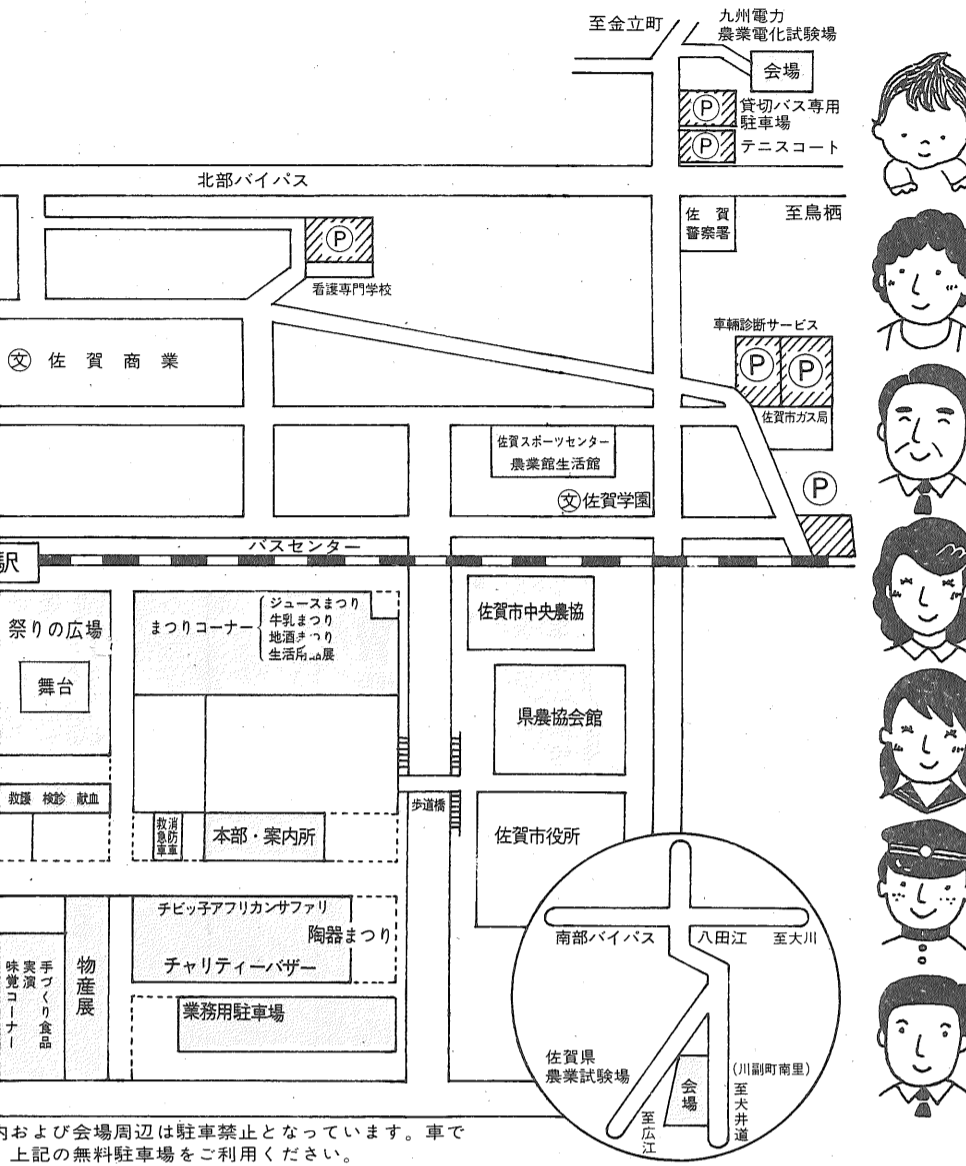 至金立町
九州電力
農業電化試験場
会場
P
貸切バス専用
駐車場
P
テニスコート
北部バイパス
佐賀
警察署
至鳥栖
P
看護専門学校
車輛診断サービス
文 佐賀商業
P
P
佐賀市ガス局
佐賀スポーツセンター
農業館生活館
P
文 佐賀学園
バスセンター
駅
祭りの広場
舞台
まつりコーナー
ジュースまつり
牛乳まつり
地酒まつり
生活用品展
佐賀市中央農協
県農協会館
救護 検診 献血
歩道橋
救急車
消防車
本部・案内所
佐賀市役所
チビッ子アフリカンサファリ
陶器まつり
チャリティーバザー
業務用駐車場
物産展
手づくり食品
実演
味覚コーナー
南部バイパス
八田江
至大川
佐賀県
農業試験場
会場
(川副町南里)
至犬井道
至広江
内および会場周辺は駐車禁止となっています。車で
上記の無料駐車場をご利用ください。